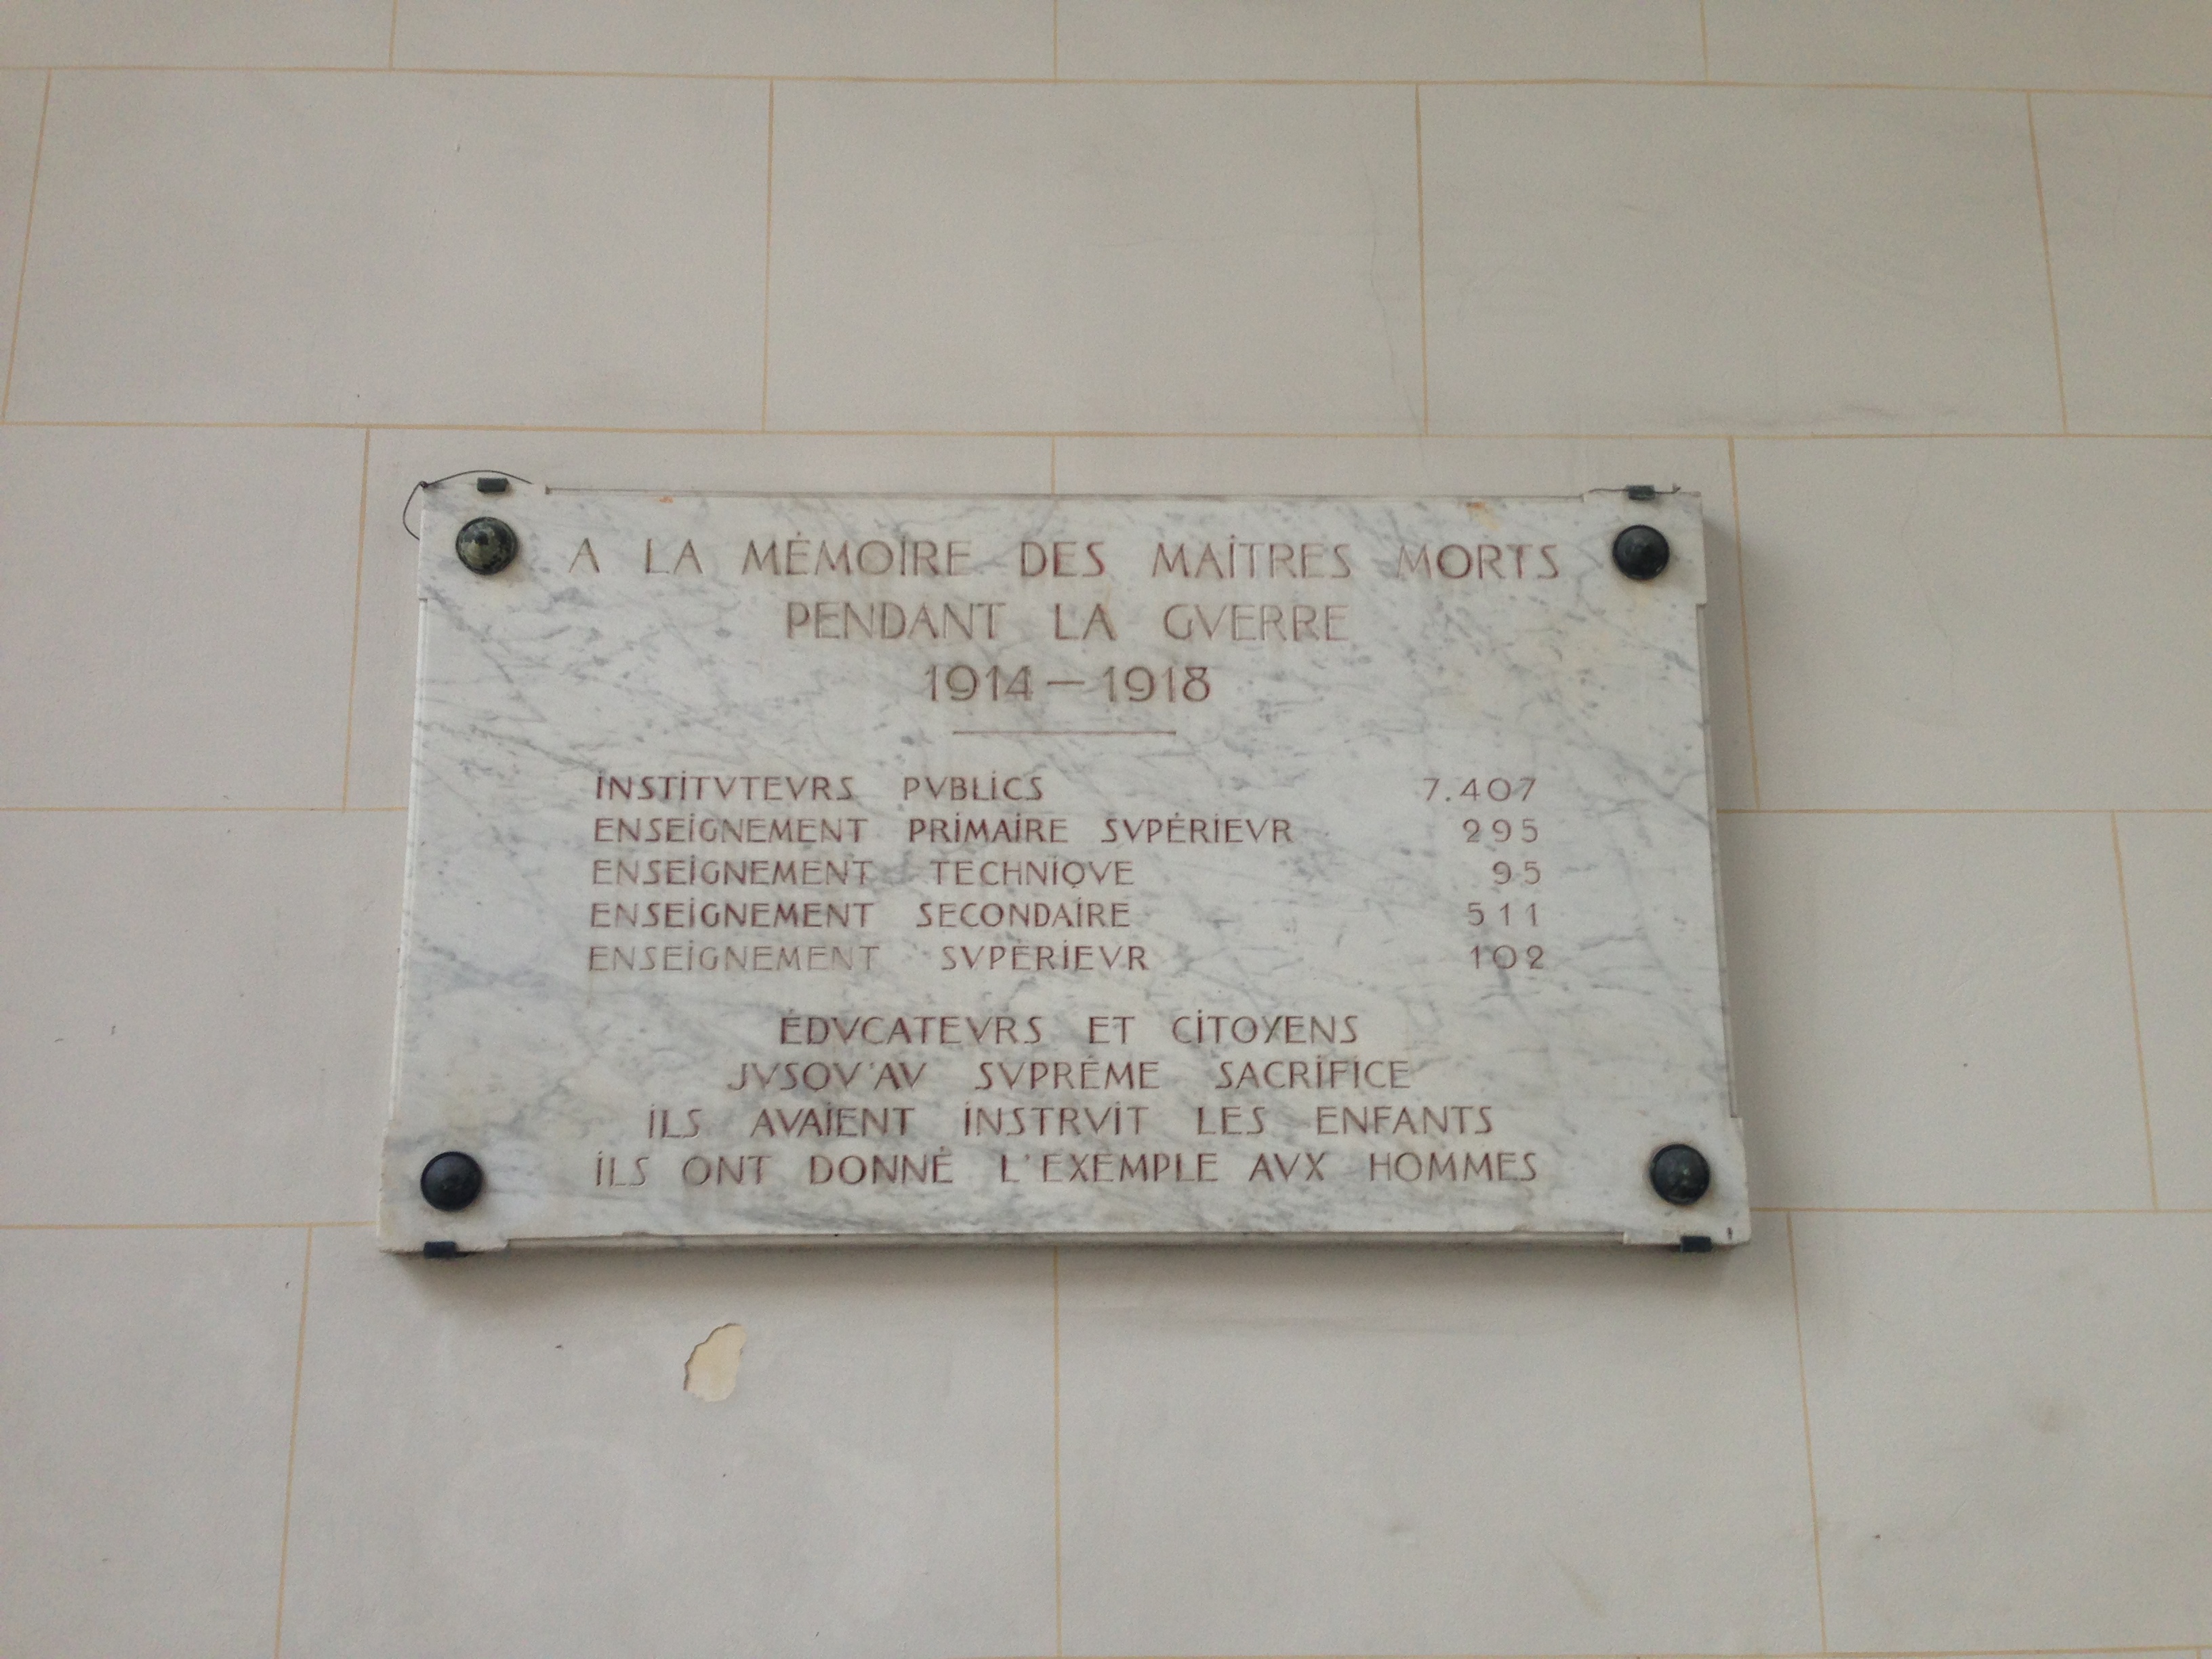 A LA MÉMOIRE DES MAITRES MORTS
PENDANT LA GVERRE
1914 — 1918
INSTITVTEVRS PVBLICS 7.407
ENSEIGNEMENT PRIMAIRE SVPÉRIEVR 295
ENSEIGNEMENT TECHNIQVE 95
ENSEIGNEMENT SECONDAIRE 511
ENSEIGNEMENT SVPÉRIEVR 102
ÉDVCATEVRS ET CITOYENS
JVSQV'AV SVPRÊME SACRIFICE
ILS AVAIENT INSTRVIT LES ENFANTS
ILS ONT DONNÉ L'EXEMPLE AVX HOMMES